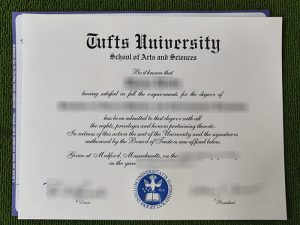 Tufts University
School of Arts and Sciences
Be it known that
having satisfied in full the requirements for the degree of
has been admitted to that degree with all
the rights, privileges and honors pertaining thereto.
In witness of this action the seal of the University and the signatures
authorized by the Board of Trustees are affixed below.
Given at Medford, Massachusetts, on the
in the year
Dean
President